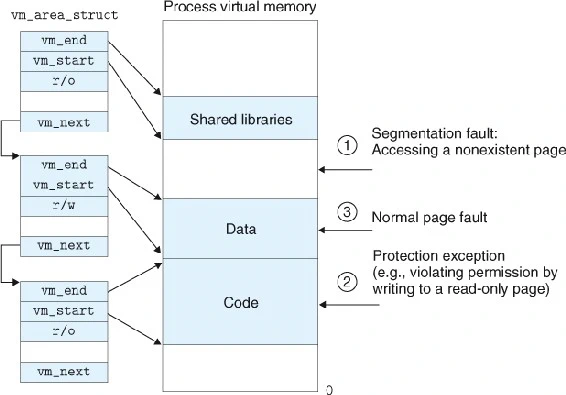 vm_area_struct
Process virtual memory
vm_end
vm_start
r/o
vm_next
vm_end
vm_start
r/w
vm_next
vm_end
vm_start
r/o
vm_next
Shared libraries
Data
Code
0
1
Segmentation fault:
Accessing a nonexistent page
3
Normal page fault
2
Protection exception
(e.g., violating permission by
writing to a read-only page)